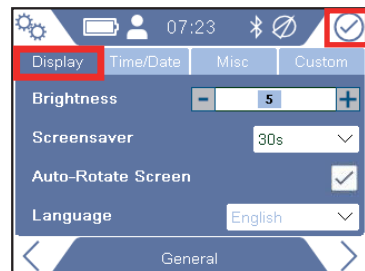 07:23
Display Time/Date Misc Custom
Brightness - 5 +
Screensaver 30s
Auto-Rotate Screen
Language English
General